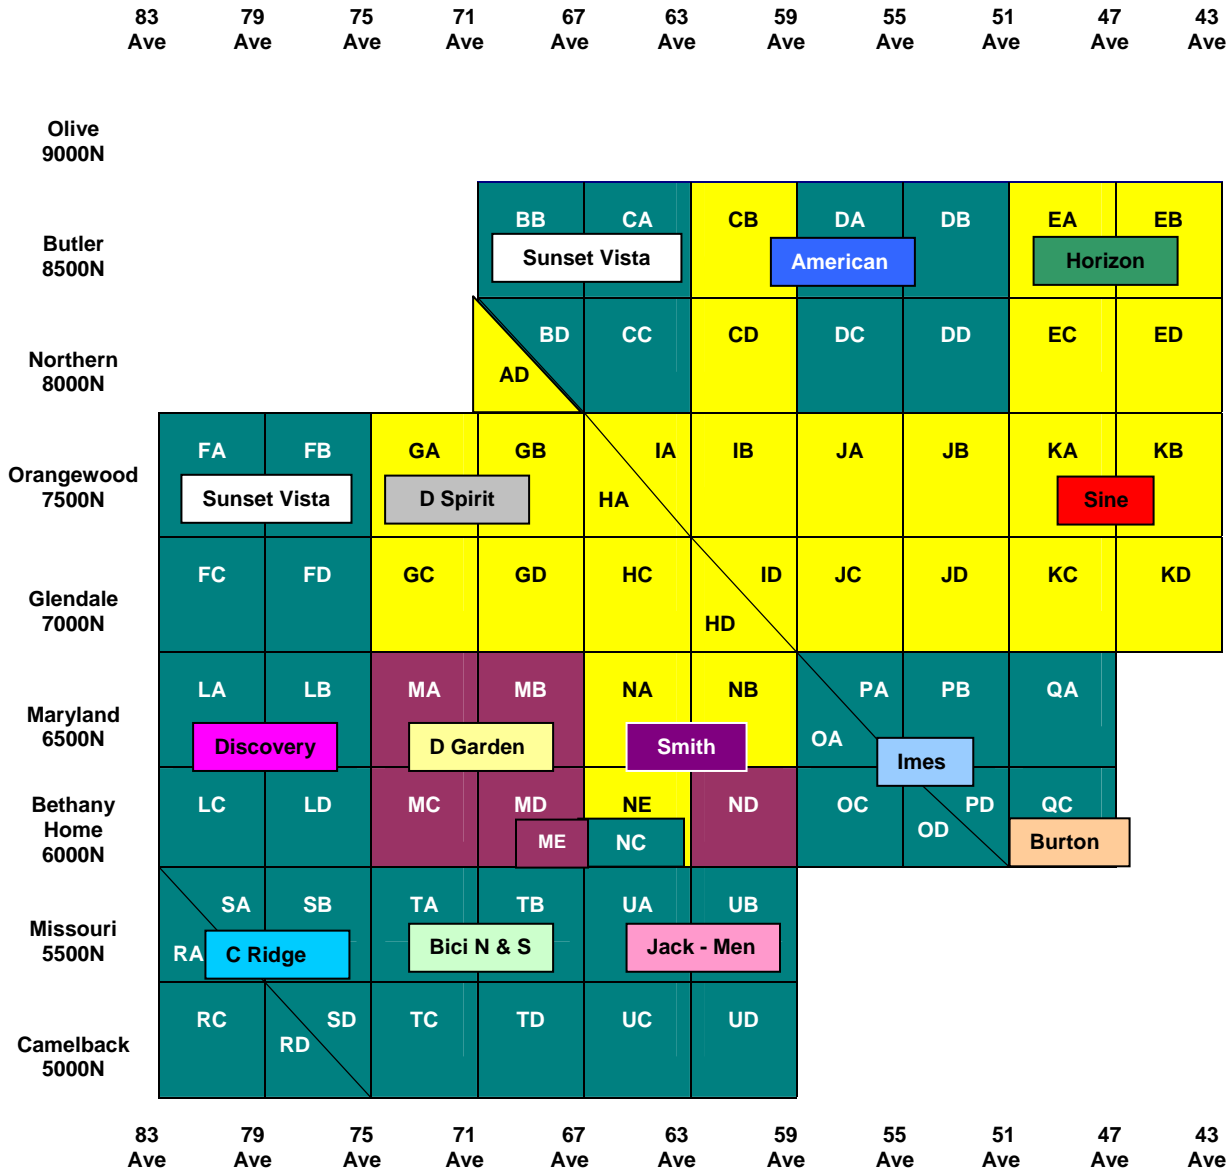 83 79 75 71 67 63 59 55 51 47 43
Ave Ave Ave Ave Ave Ave Ave Ave Ave Ave Ave
Olive
9000N
BB CA CB DA DB EA EB
Butler
8500N
Sunset Vista American Horizon
BD CC CD DC DD EC ED
Northern
8000N
AD
FA FB GA GB IA IB JA JB KA KB
Orangewood
7500N
Sunset Vista D Spirit HA Sine
FC FD GC GD HC ID JC JD KC KD
Glendale
7000N
HD
LA LB MA MB NA NB PA PB QA
Maryland
6500N
OA
Discovery D Garden Smith Imes
LC LD MC MD NE ND OC PD QC
Bethany
Home
6000N
ME NC OD Burton
SA SB TA TB UA UB
Missouri
5500N
RA C Ridge Bici N & S Jack - Men
RC SD TC TD UC UD
RD
Camelback
5000N
83 79 75 71 67 63 59 55 51 47 43
Ave Ave Ave Ave Ave Ave Ave Ave Ave Ave Ave